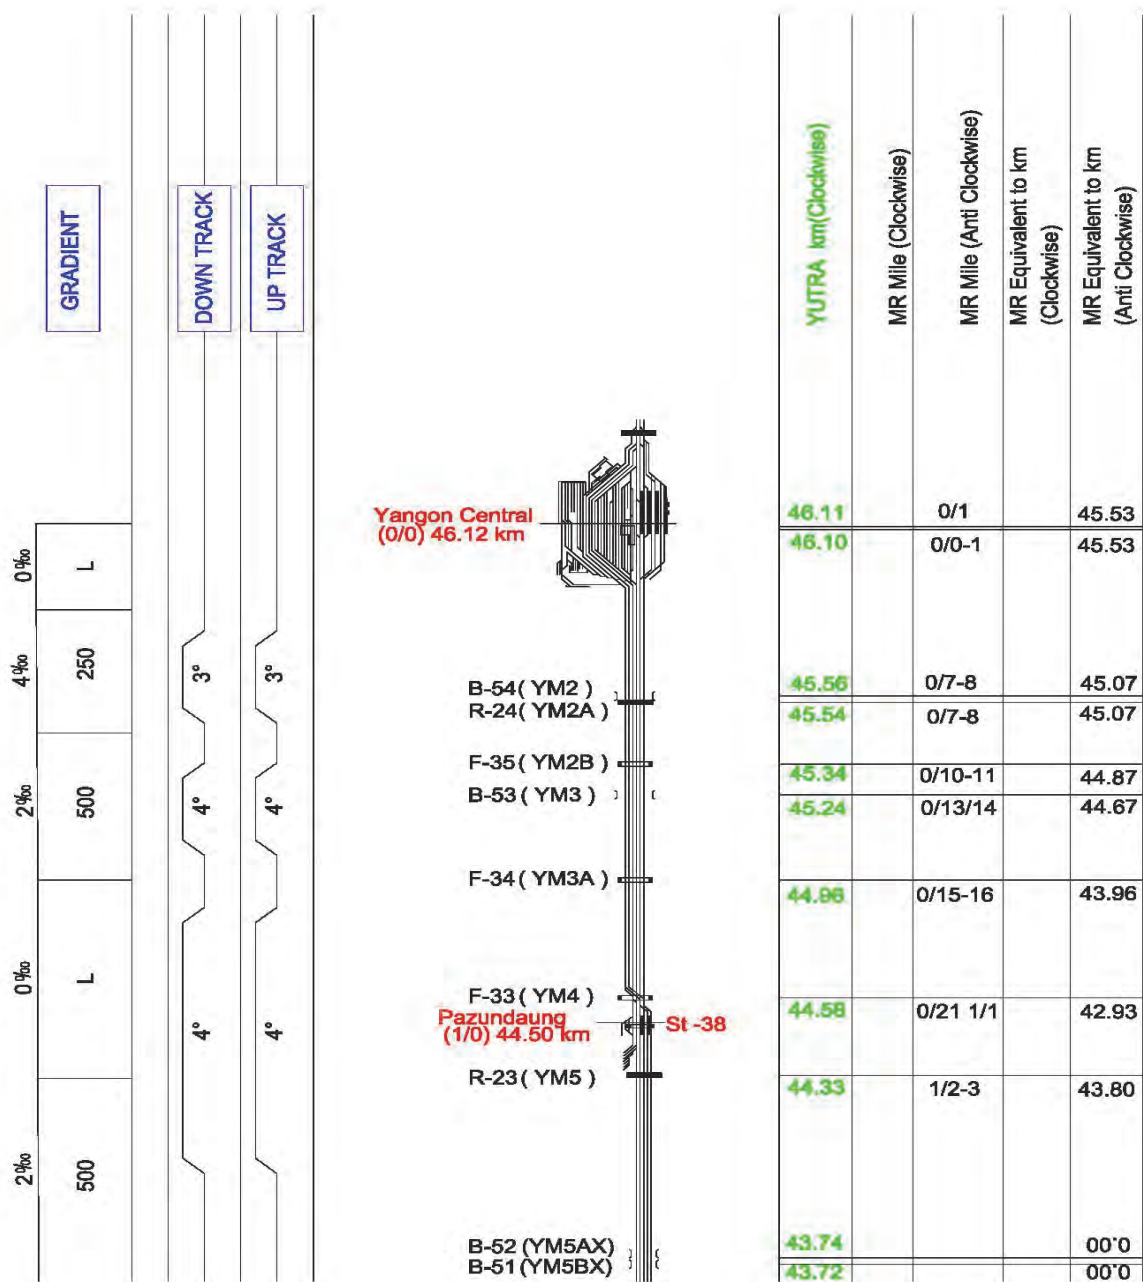 GRADIENT
DOWN TRACK
UP TRACK
YUTRA km(Clockwise)
MR Mile (Clockwise)
MR Mile (Anti Clockwise)
MR Equivalent to km
(Clockwise)
MR Equivalent to km
(Anti Clockwise)
Yangon Central
(0/0) 46.12 km
46.11 0/1 45.53
46.10 0/0-1 45.53
0‰ L
4‰ 250 3° 3°
B-54( YM2 ) 45.56 0/7-8 45.07
R-24( YM2A ) 45.54 0/7-8 45.07
F-35( YM2B ) 45.34 0/10-11 44.87
2‰ 500 4° 4°
B-53( YM3 ) 45.24 0/13/14 44.67
F-34( YM3A ) 44.96 0/15-16 43.96
0‰ L
F-33( YM4 ) 44.58 0/21 1/1 42.93
Pazundaung
(1/0) 44.50 km
St -38
4° 4°
R-23( YM5 ) 44.33 1/2-3 43.80
2‰ 500
B-52 (YM5AX) 43.74 00'0
B-51 (YM5BX) 43.72 00'0